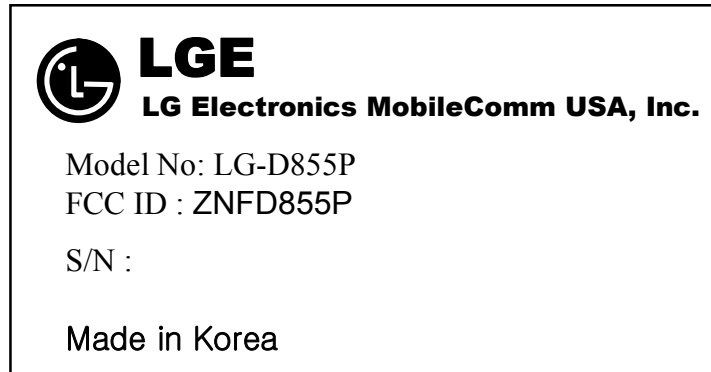 LGE
LG Electronics MobileComm USA, Inc.
Model No: LG-D855P
FCC ID : ZNFD855P
S/N :
Made in Korea